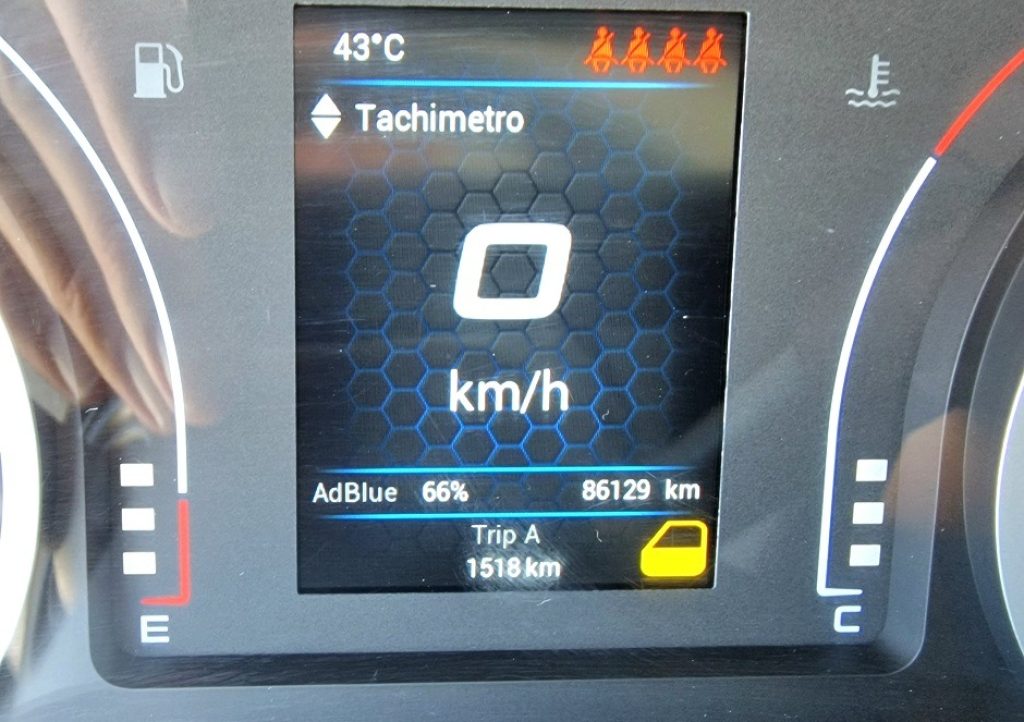 43°C
Tachimetro
0
km/h
AdBlue 66% 86129 km
Trip A
1518 km
E
C